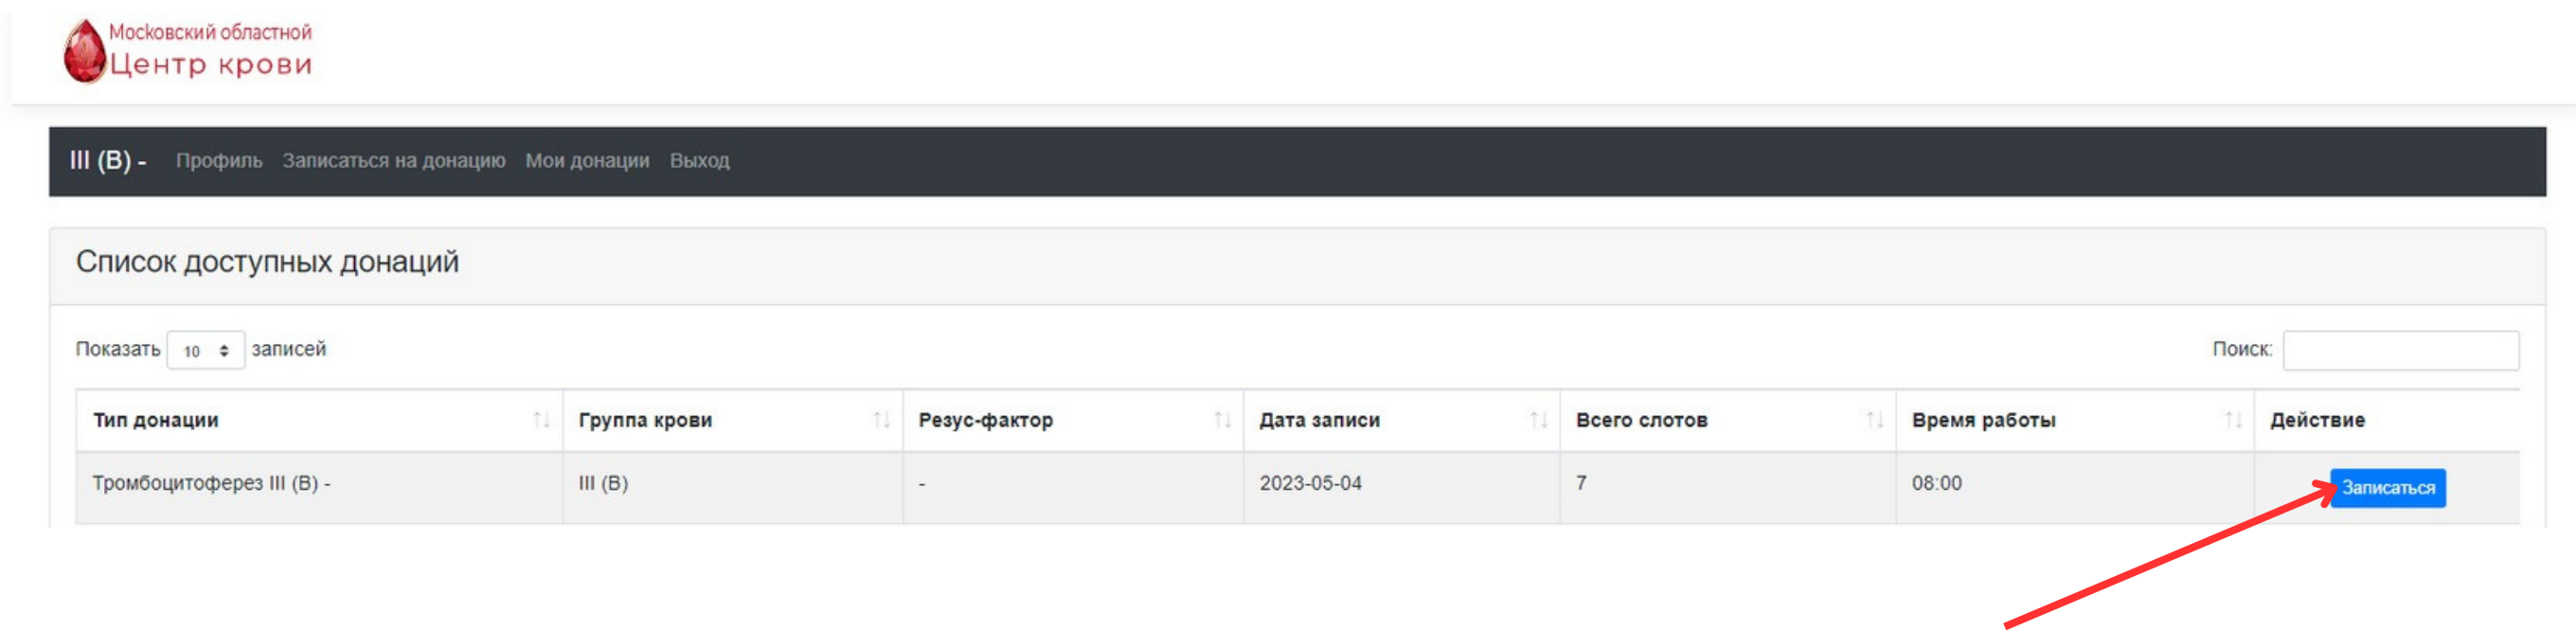 Московский областной
Центр крови
III (B) - Профиль Записаться на донацию Мои донации Выход
Список доступных донаций
Показать 10 записей Поиск:
Тип донации Группа крови Резус-фактор Дата записи Всего слотов Время работы Действие
Тромбоцитоферез III (B) - III (B) - 2023-05-04 7 08:00 Записаться